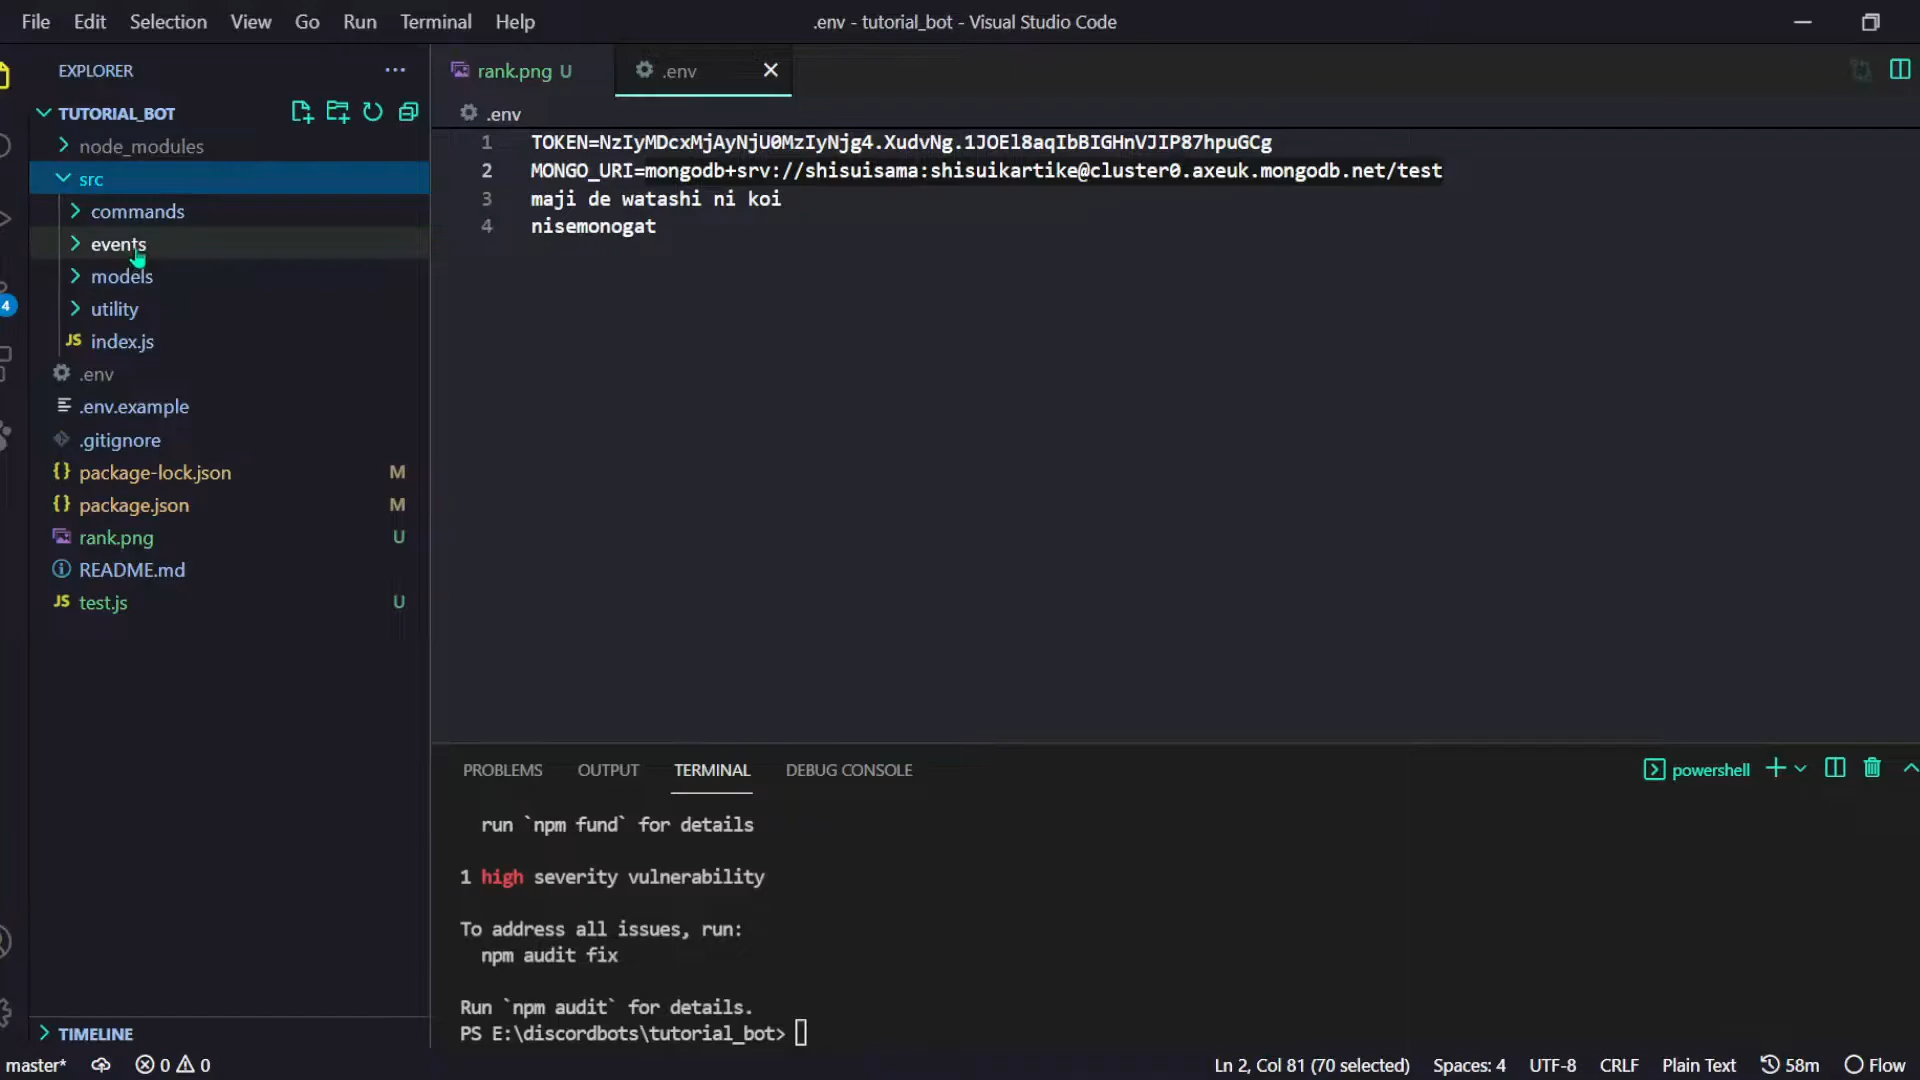 File Edit Selection View Go Run Terminal Help
.env - tutorial_bot - Visual Studio Code
EXPLORER
TUTORIAL_BOT
node_modules
src
commands
events
models
utility
JS index.js
.env
.env.example
.gitignore
{} package-lock.json M
{} package.json M
rank.png U
README.md
JS test.js U
TIMELINE
4
rank.png U
.env
.env
1 TOKEN=NzIyMDcxMjAyNjU0MzIyNjg4.XudvNg.1JOEl8aqIbBIGHnVJIP87hpuGCg
2 MONGO_URI=mongodb+srv://shisuisama:shisuikartike@cluster0.axeuk.mongodb.net/test
3 maji de watashi ni koi
4 nisemonogat
PROBLEMS OUTPUT TERMINAL DEBUG CONSOLE
powershell
run `npm fund` for details
1 high severity vulnerability
To address all issues, run:
npm audit fix
Run `npm audit` for details.
PS E:\discordbots\tutorial_bot>
master* 0 0
Ln 2, Col 81 (70 selected) Spaces: 4 UTF-8 CRLF Plain Text 58m Flow